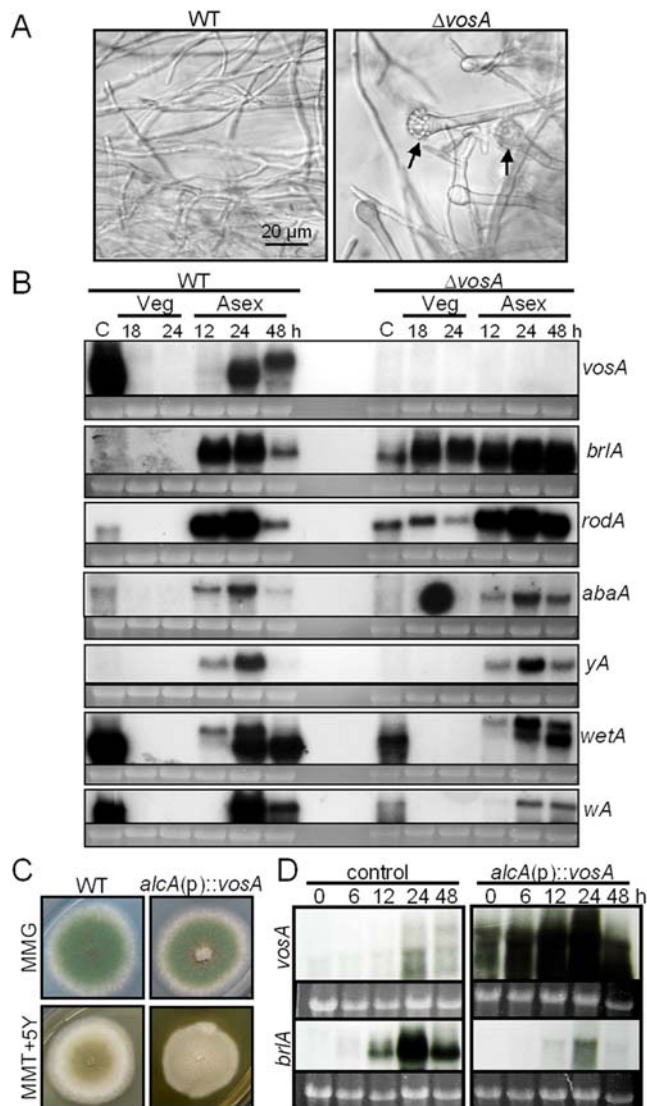 A
WT
ΔvosA
20 µm
B
WT
ΔvosA
Veg Asex Veg Asex
C 18 24 12 24 48 h C 18 24 12 24 48 h
vosA
brlA
rodA
abaA
yA
wetA
wA
C
WT alcA(p)::vosA
MMG
MMT+5Y
D
control alcA(p)::vosA
0 6 12 24 48 0 6 12 24 48 h
vosA
brlA